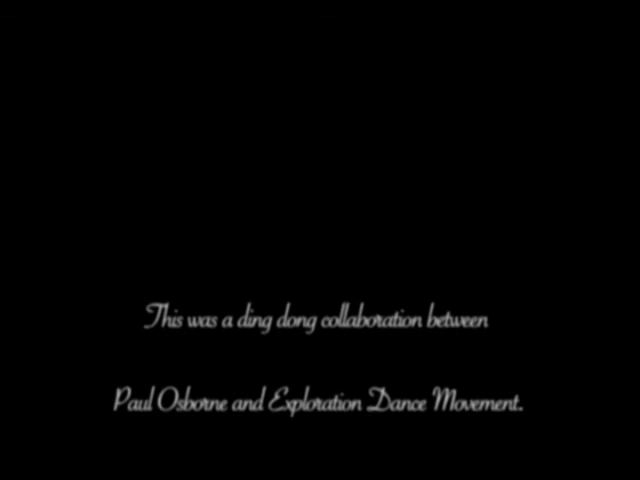 This was a ding dong collaboration between
Paul Osborne and Exploration Dance Movement.